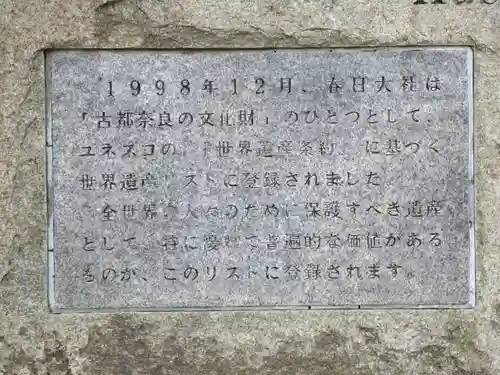 1998年12月、春日大社は
「古都奈良の文化財」のひとつとして、
ユネスコの「世界遺産条約」に基づく
世界遺産リストに登録されました
全世界の人々のために保護すべき遺産
として、特に優れて普遍的な価値がある
ものが、このリストに登録されます。